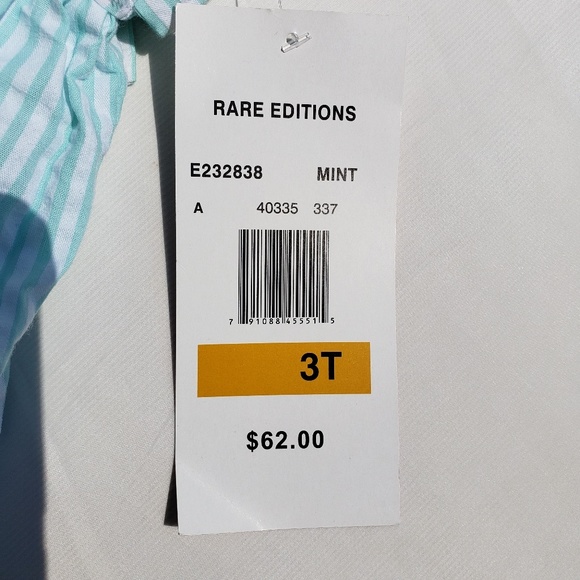 RARE EDITIONS
E232838 MINT
A 40335 337
7 91088 45551 5
3T
$62.00